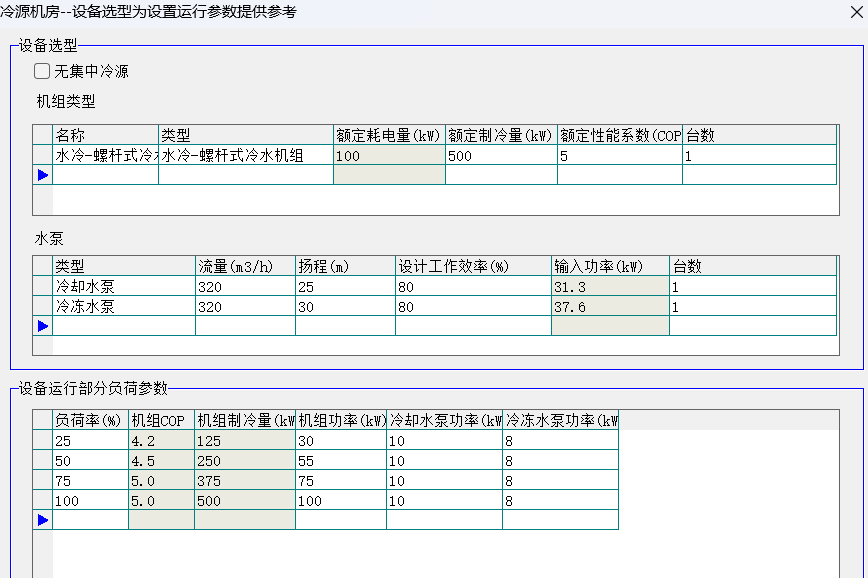 冷源机房--设备选型为设置运行参数提供参考
设备选型
无集中冷源
机组类型
名称 类型 额定耗电量(kW) 额定制冷量(kW) 额定性能系数(COP 台数
水冷-螺杆式冷 水冷-螺杆式冷水机组 100 500 5 1
水泵
类型 流量(m3/h) 扬程(m) 设计工作效率(%) 输入功率(kW) 台数
冷却水泵 320 25 80 31.3 1
冷冻水泵 320 30 80 37.6 1
设备运行部分负荷参数
负荷率(%) 机组COP 机组制冷量(kW 机组功率(kW) 冷却水泵功率(kW 冷冻水泵功率(kW
25 4.2 125 30 10 8
50 4.5 250 55 10 8
75 5.0 375 75 10 8
100 5.0 500 100 10 8